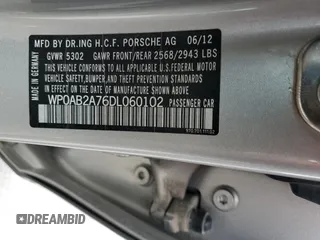 MFD BY DR.ING H.C.F. PORSCHE AG 06/12
GERMANY
GVWR 5302 GAWR FRONT/REAR 2568/2943 LBS
THIS VEHICLE CONFORMS TO ALL
APPLICABLE U.S. FEDERAL MOTOR
VEHICLE SAFETY, BUMPER, AND THEFT
PREVENTION STANDARDS IN EFFECT ON
THE DATE OF MANUFACTURE SHOWN ABOVE
WP0AB2A76DL060102 PASSENGER CAR
DREAMBID